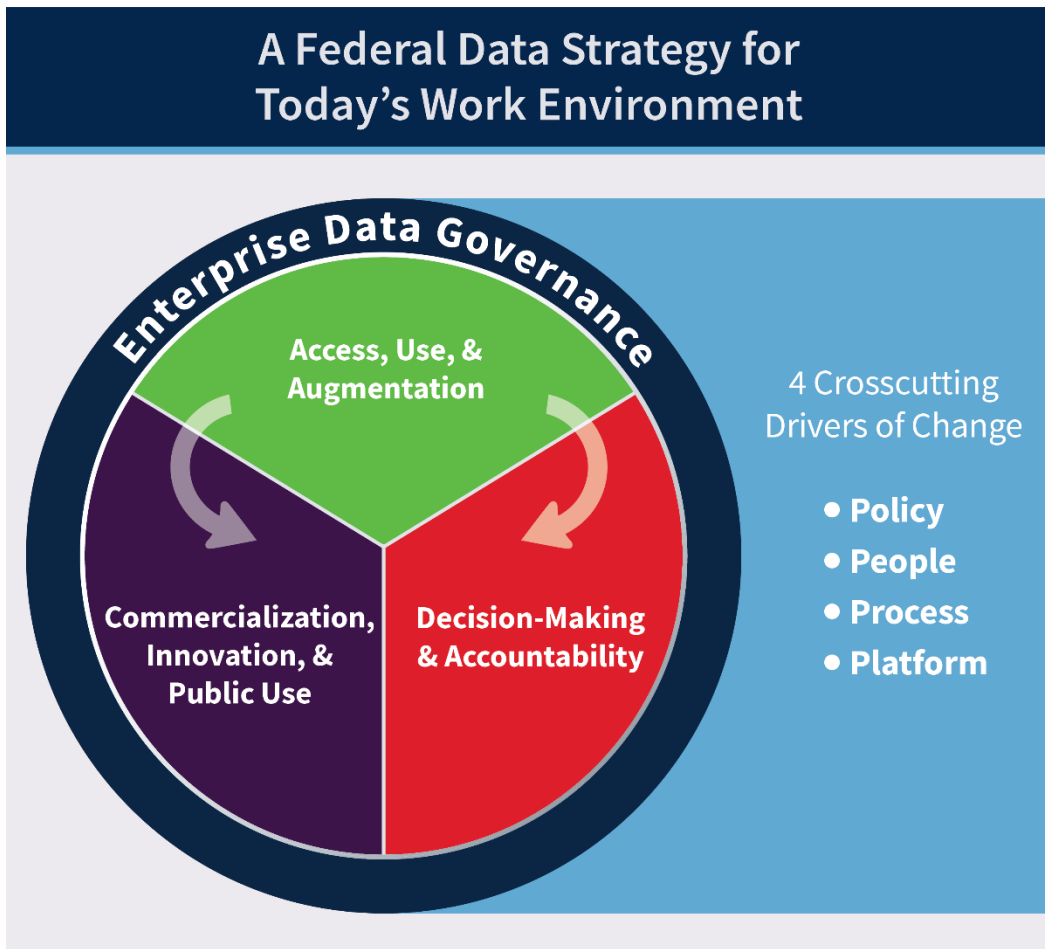 A Federal Data Strategy for
Today’s Work Environment
Enterprise Data Governance
Access, Use, &
Augmentation
Commercialization,
Innovation, &
Public Use
Decision-Making
& Accountability
4 Crosscutting
Drivers of Change
• Policy
• People
• Process
• Platform